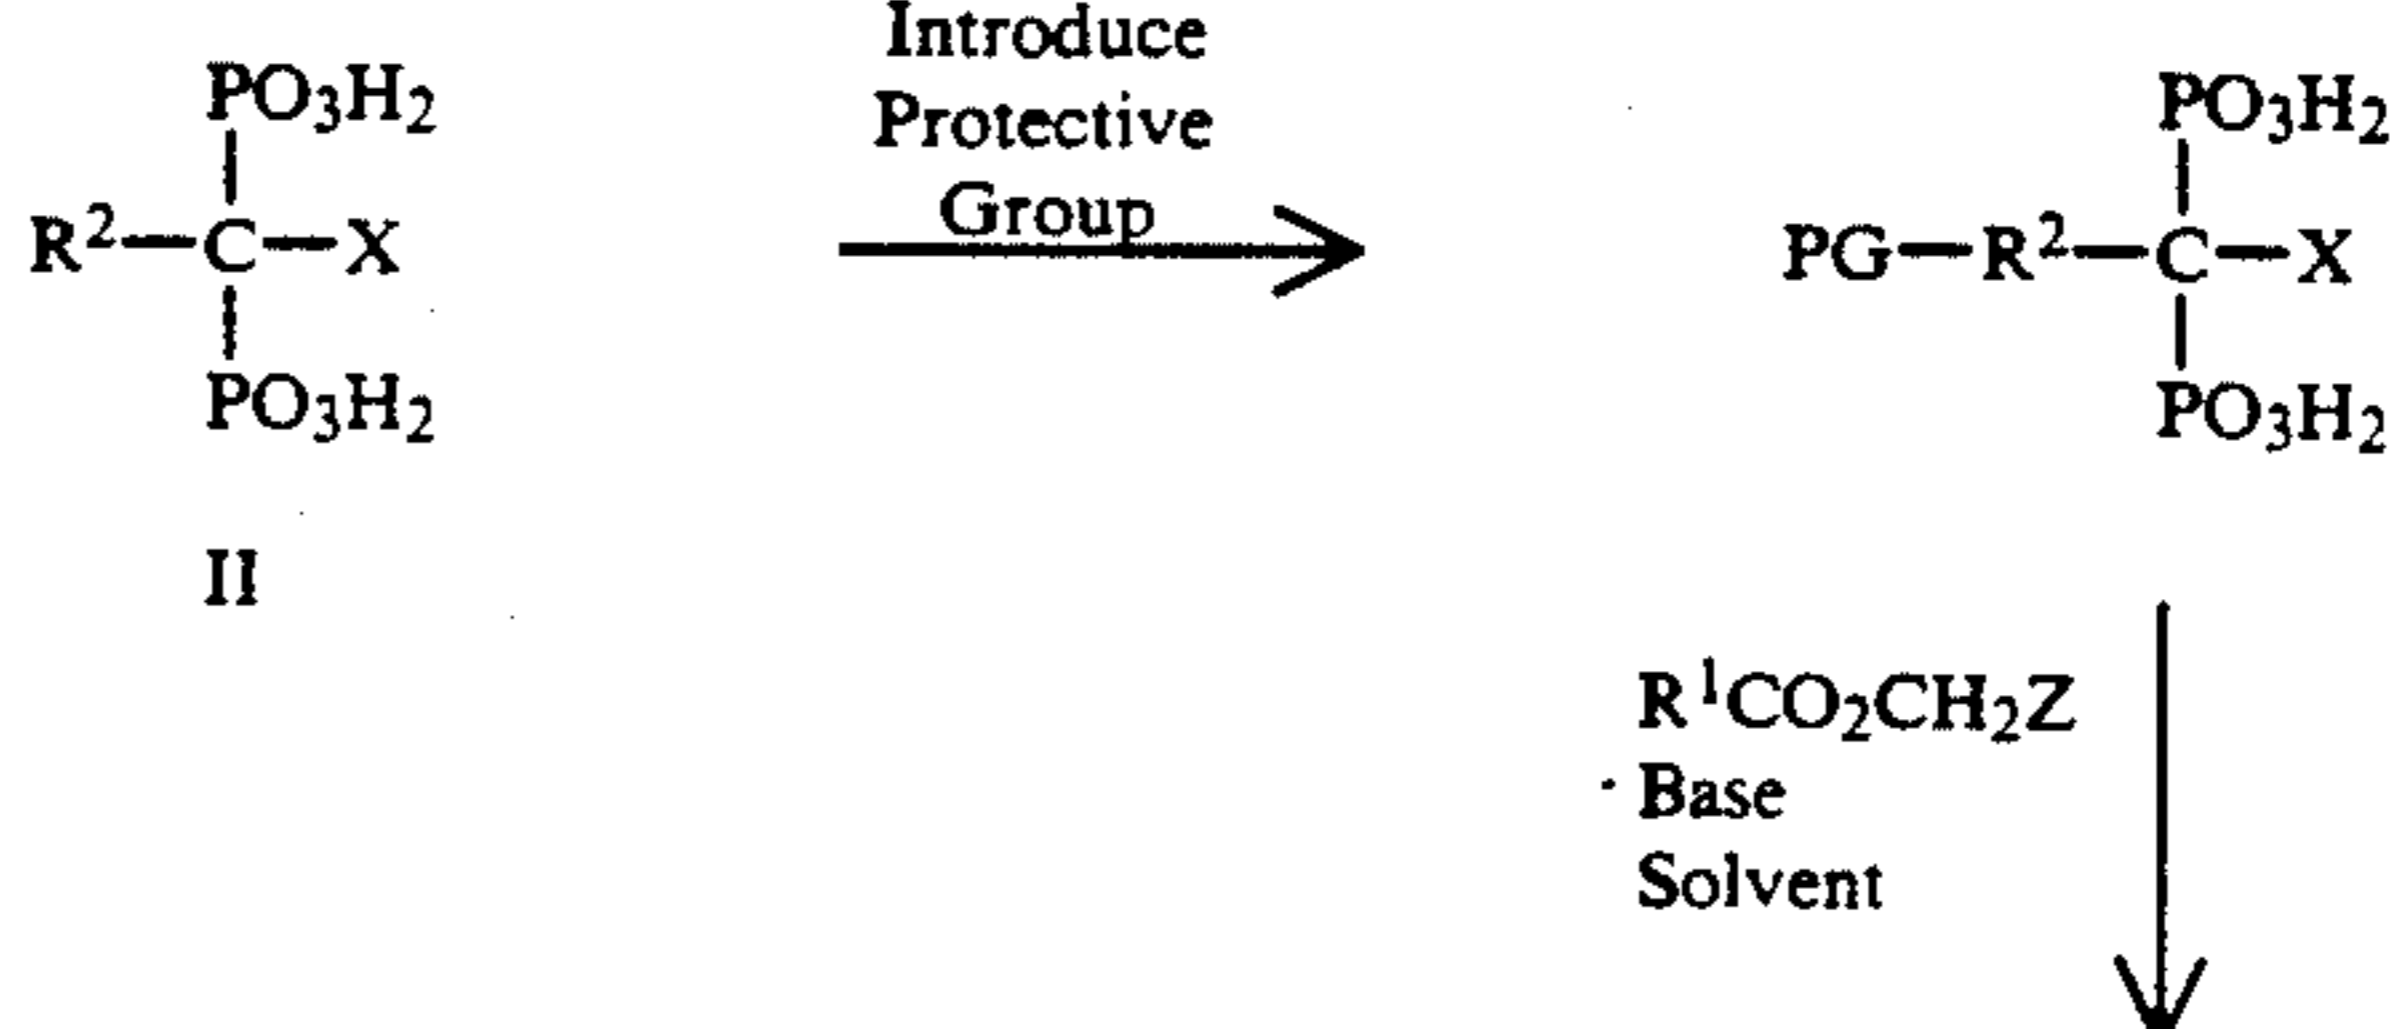 Introduce
Protective
Group
PO₃H₂
R²—C—X
PO₃H₂
II
PO₃H₂
PG—R²—C—X
PO₃H₂
R¹CO₂CH₂Z
Base
Solvent